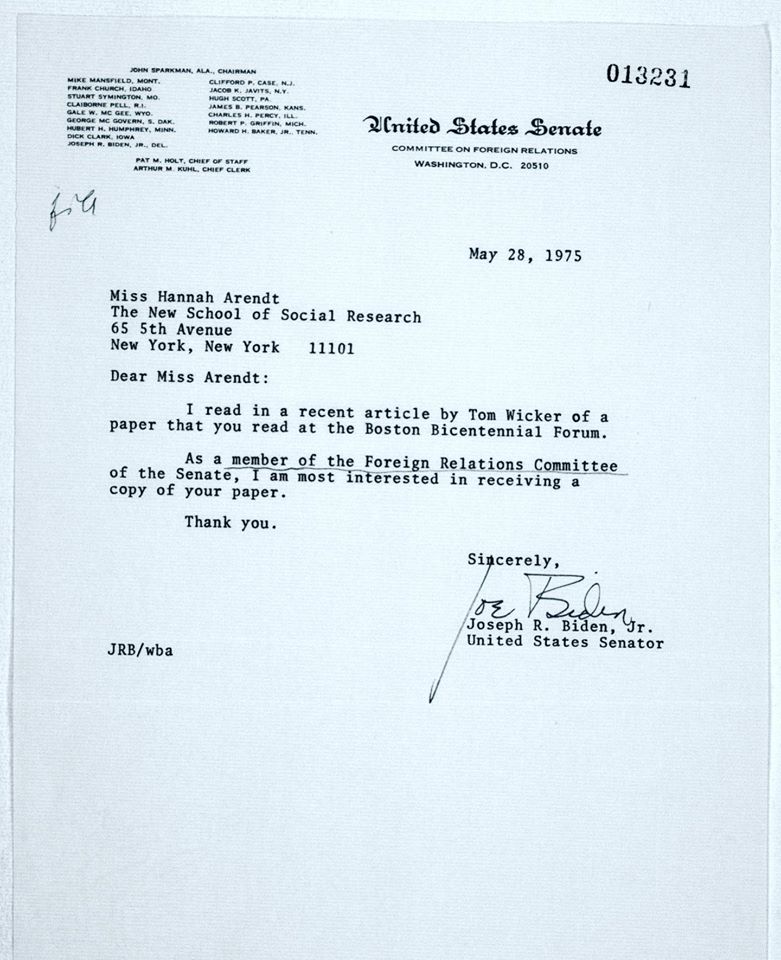 013231
JOHN SPARKMAN, ALA., CHAIRMAN
MIKE MANSFIELD, MONT.
FRANK CHURCH, IDAHO
STUART SYMINGTON, MO.
CLAIBORNE PELL, R.I.
GALE W. MC GEE, WYO.
GEORGE MC GOVERN, S. DAK.
HUBERT H. HUMPHREY, MINN.
DICK CLARK, IOWA
JOSEPH R. BIDEN, JR., DEL.
CLIFFORD P. CASE, N.J.
JACOB K. JAVITS, N.Y.
HUGH SCOTT, PA.
JAMES B. PEARSON, KANS.
CHARLES H. PERCY, ILL.
ROBERT P. GRIFFIN, MICH.
HOWARD H. BAKER, JR., TENN.
PAT M. HOLT, CHIEF OF STAFF
ARTHUR M. KUHL, CHIEF CLERK
United States Senate
COMMITTEE ON FOREIGN RELATIONS
WASHINGTON, D.C. 20510
file
May 28, 1975
Miss Hannah Arendt
The New School of Social Research
65 5th Avenue
New York, New York 11101
Dear Miss Arendt:
I read in a recent article by Tom Wicker of a
paper that you read at the Boston Bicentennial Forum.
As a member of the Foreign Relations Committee
of the Senate, I am most interested in receiving a
copy of your paper.
Thank you.
Sincerely,
Joe Biden
Joseph R. Biden, Jr.
United States Senator
JRB/wba